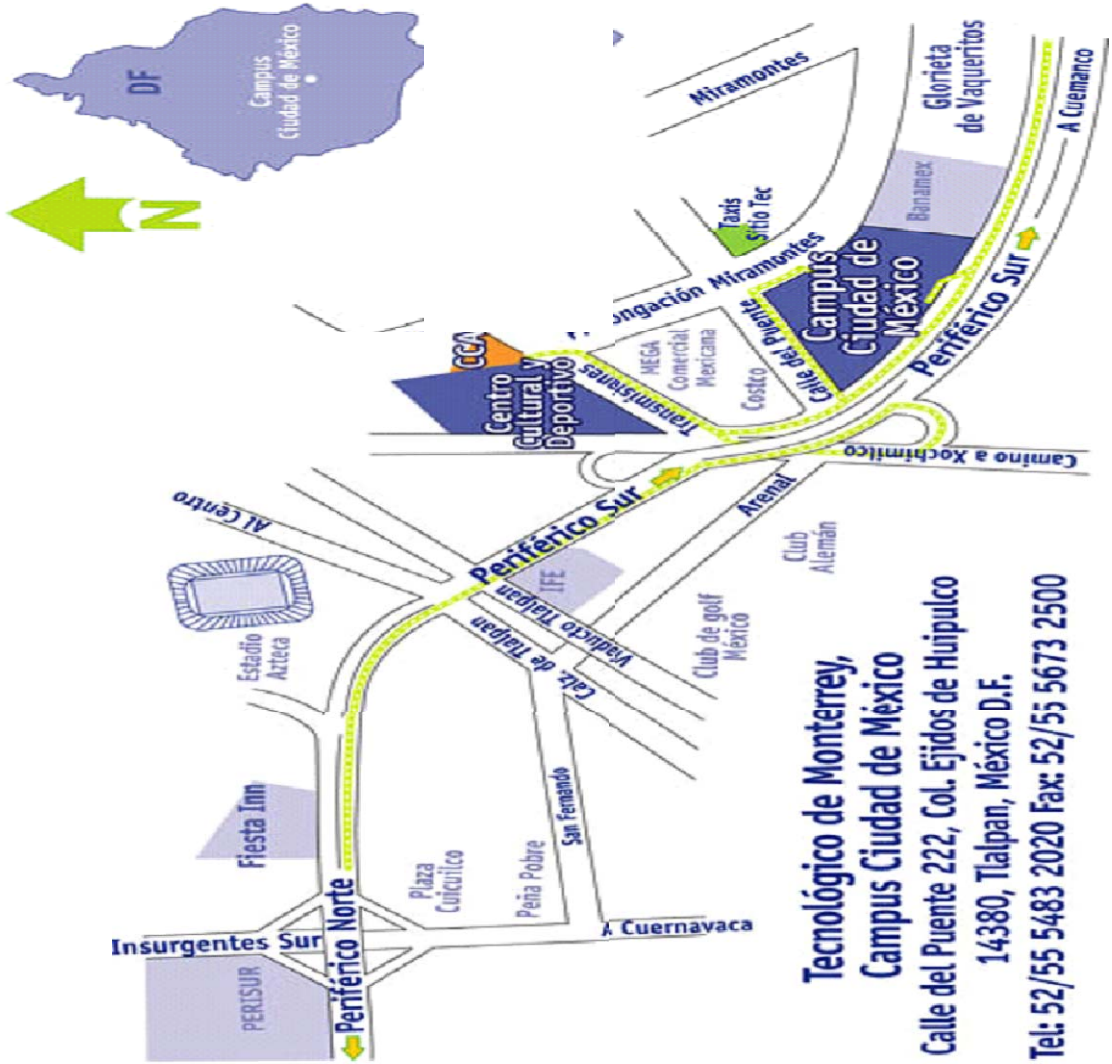 DF
Campus
Ciudad de México
N
Miramontes
Glorieta
de Vaqueritos
A Cuemanco
Banamex
Taxis
Sitio Tec
ongación Miramontes
Campus
Ciudad de
México
Calle del Puente
Periférico Sur
CCA
Centro
Cultural y
Deportivo
Transmisiones
MEGA
Comercial
Mexicana
Costco
Camino a Xochimilco
Al Centro
Periférico Sur
Arenal
Club
Alemán
IFE
Viaducto Tlalpan
Calz. de Tlalpan
Club de golf
México
Estadio
Azteca
Fiesta Inn
San Fernando
Plaza
Cuicuilco
Peña Pobre
Periférico Norte
Insurgentes Sur
A Cuernavaca
PERISUR
Tecnológico de Monterrey,
Campus Ciudad de México
Calle del Puente 222, Col. Ejidos de Huipulco
14380, Tlalpan, México D.F.
Tel: 52/55 5483 2020 Fax: 52/55 5673 2500